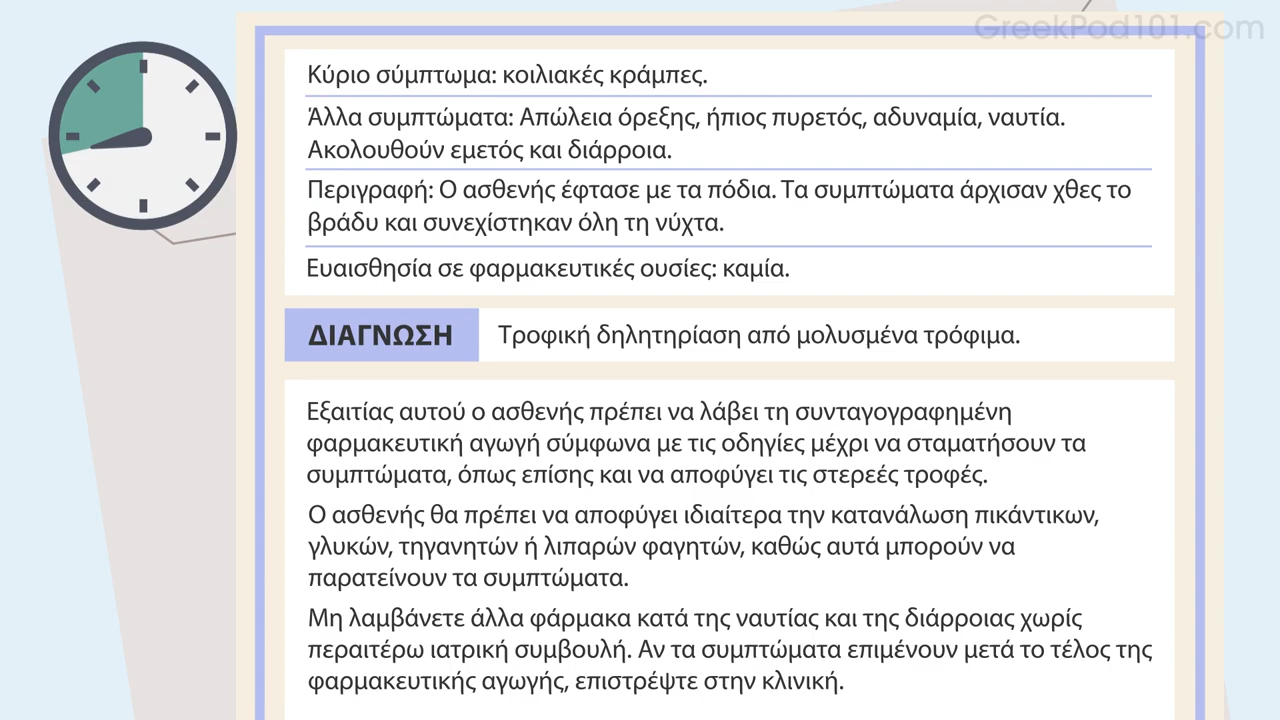 GreekPod101.com
Κύριο σύμπτωμα: κοιλιακές κράμπες.
Άλλα συμπτώματα: Απώλεια όρεξης, ήπιος πυρετός, αδυναμία, ναυτία.
Ακολουθούν εμετός και διάρροια.
Περιγραφή: Ο ασθενής έφτασε με τα πόδια. Τα συμπτώματα άρχισαν χθες το
βράδυ και συνεχίστηκαν όλη τη νύχτα.
Ευαισθησία σε φαρμακευτικές ουσίες: καμία.
ΔΙΑΓΝΩΣΗ Τροφική δηλητηρίαση από μολυσμένα τρόφιμα.
Εξαιτίας αυτού ο ασθενής πρέπει να λάβει τη συνταγογραφημένη
φαρμακευτική αγωγή σύμφωνα με τις οδηγίες μέχρι να σταματήσουν τα
συμπτώματα, όπως επίσης και να αποφύγει τις στερεές τροφές.
Ο ασθενής θα πρέπει να αποφύγει ιδιαίτερα την κατανάλωση πικάντικων,
γλυκών, τηγανητών ή λιπαρών φαγητών, καθώς αυτά μπορούν να
παρατείνουν τα συμπτώματα.
Μη λαμβάνετε άλλα φάρμακα κατά της ναυτίας και της διάρροιας χωρίς
περαιτέρω ιατρική συμβουλή. Αν τα συμπτώματα επιμένουν μετά το τέλος της
φαρμακευτικής αγωγής, επιστρέψτε στην κλινική.